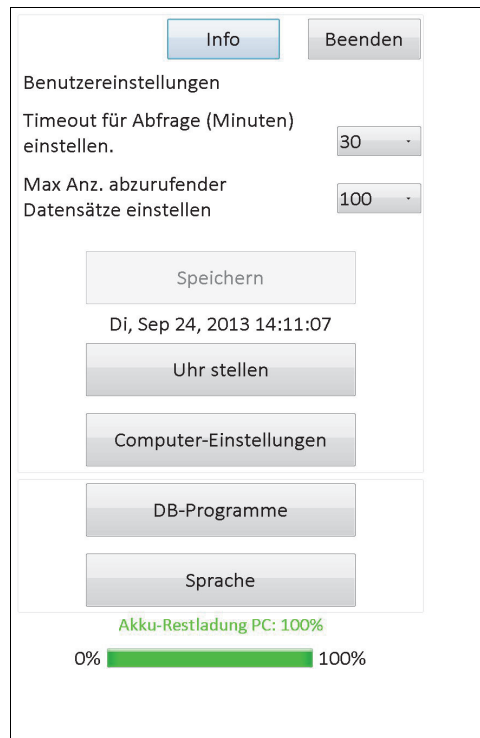 Info
Beenden
Benutzereinstellungen
Timeout für Abfrage (Minuten)
einstellen.
30
Max Anz. abzurufender
Datensätze einstellen
100
Speichern
Di, Sep 24, 2013 14:11:07
Uhr stellen
Computer-Einstellungen
DB-Programme
Sprache
Akku-Restladung PC: 100%
0%
100%